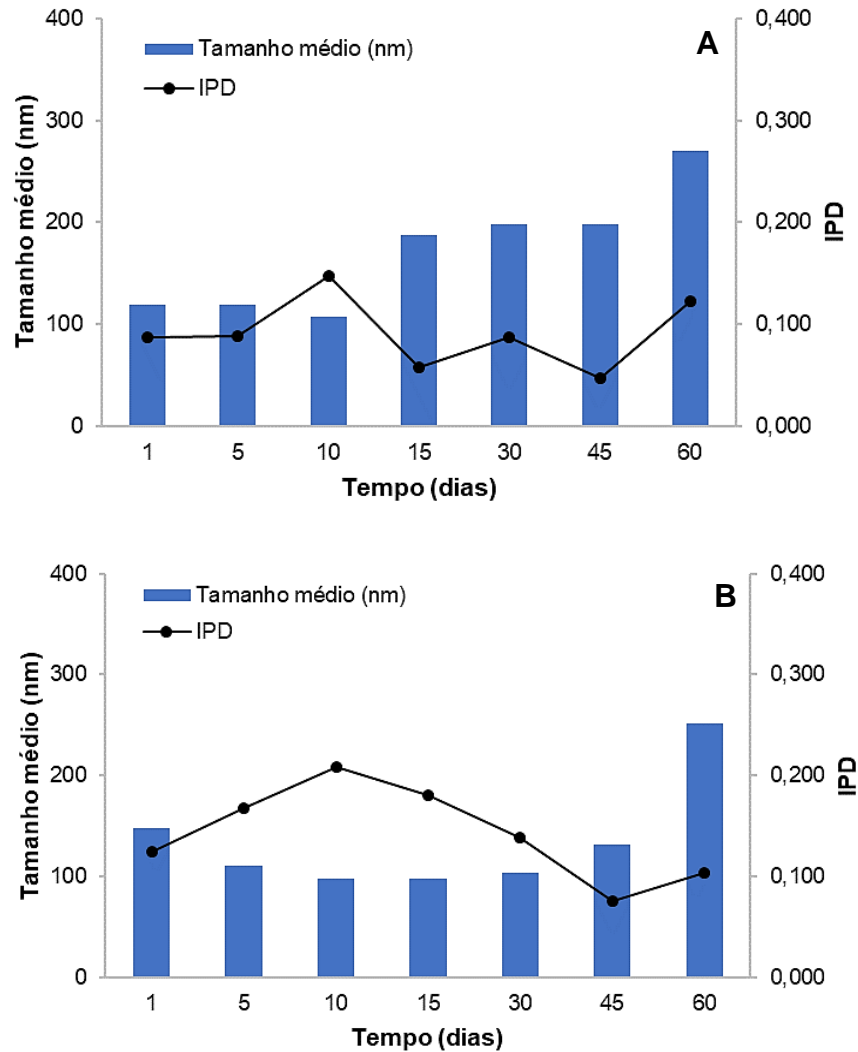 A
Tamanho médio (nm)
IPD
400
300
200
100
0
0,400
0,300
0,200
0,100
0,000
Tamanho médio (nm)
IPD
1 5 10 15 30 45 60
Tempo (dias)
B
Tamanho médio (nm)
IPD
400
300
200
100
0
0,400
0,300
0,200
0,100
0,000
Tamanho médio (nm)
IPD
1 5 10 15 30 45 60
Tempo (dias)